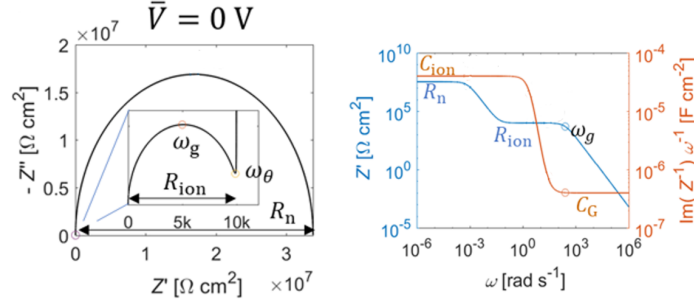 V̄ = 0 V
×10⁷
2
1.5
1
0.5
0
- Z'' [Ω cm²]
ω_g
ω_θ
R_ion
0 5k 10k
R_n
0 1 2 3
Z' [Ω cm²] ×10⁷
10¹⁰
10⁵
10⁰
10⁻⁵
Z' [Ω cm²]
C_ion
R_n
R_ion
ω_g
C_G
10⁻⁴
10⁻⁵
10⁻⁶
10⁻⁷
Im( Z⁻¹) ω⁻¹ [F cm⁻²]
10⁻⁶ 10⁻³ 10⁰ 10³ 10⁶
ω [rad s⁻¹]